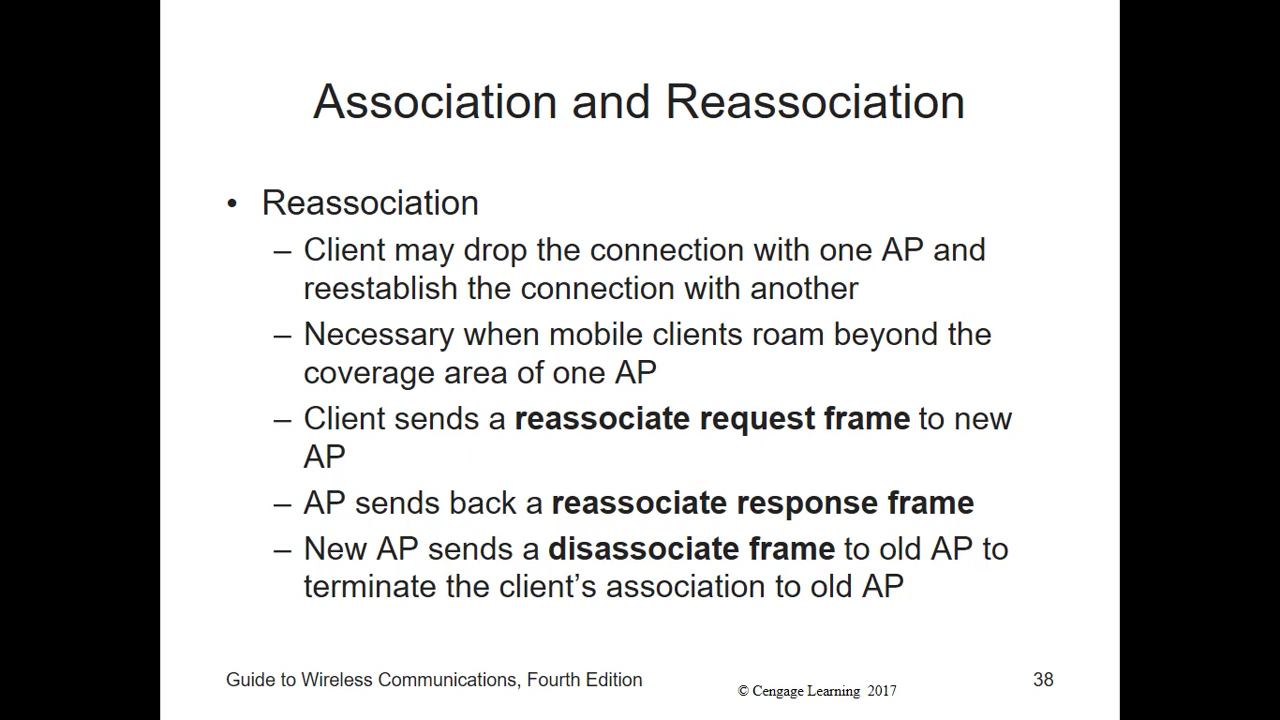 Association and Reassociation
• Reassociation
– Client may drop the connection with one AP and
reestablish the connection with another
– Necessary when mobile clients roam beyond the
coverage area of one AP
– Client sends a reassociate request frame to new
AP
– AP sends back a reassociate response frame
– New AP sends a disassociate frame to old AP to
terminate the client’s association to old AP
Guide to Wireless Communications, Fourth Edition
© Cengage Learning 2017
38